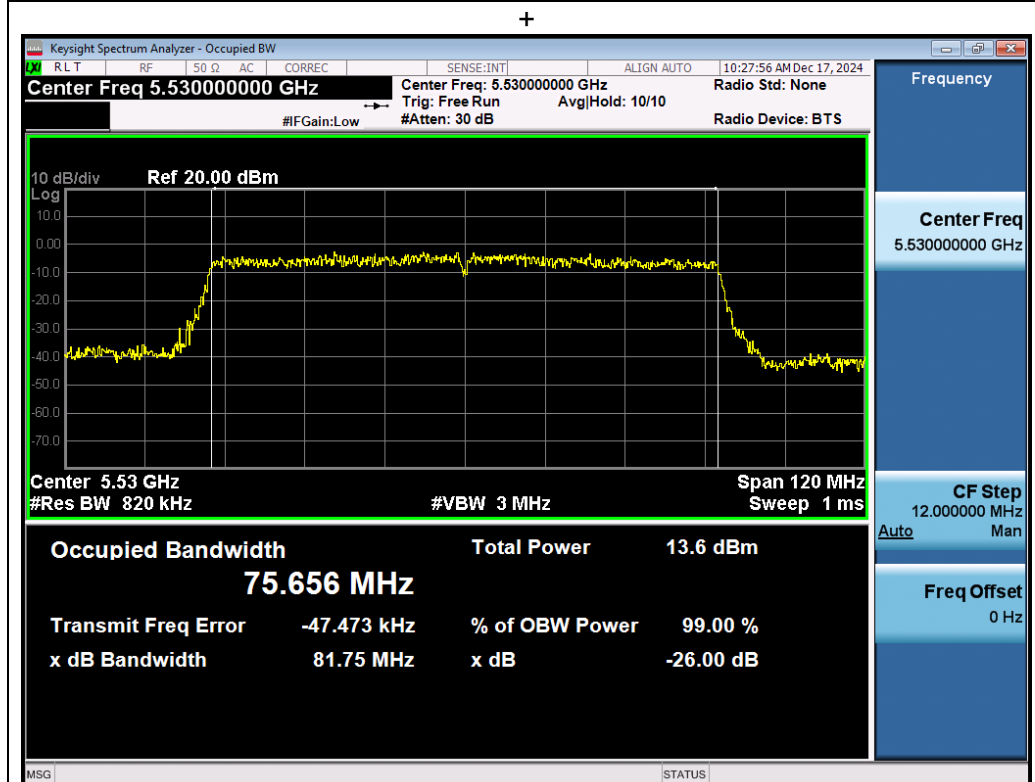 +
Keysight Spectrum Analyzer - Occupied BW
LXI RLT RF 50 Ω AC CORREC SENSE:INT ALIGN AUTO 10:27:56 AM Dec 17, 2024
Center Freq 5.530000000 GHz
#IFGain:Low
Center Freq: 5.530000000 GHz
Trig: Free Run Avg|Hold: 10/10
#Atten: 30 dB
Radio Std: None
Radio Device: BTS
10 dB/div Ref 20.00 dBm
Log
10.0
0.00
-10.0
-20.0
-30.0
-40.0
-50.0
-60.0
-70.0
Center 5.53 GHz Span 120 MHz
#Res BW 820 kHz #VBW 3 MHz Sweep 1 ms
Occupied Bandwidth Total Power 13.6 dBm
75.656 MHz
Transmit Freq Error -47.473 kHz % of OBW Power 99.00 %
x dB Bandwidth 81.75 MHz x dB -26.00 dB
Frequency
Center Freq
5.530000000 GHz
CF Step
12.000000 MHz
Auto Man
Freq Offset
0 Hz
MSG STATUS